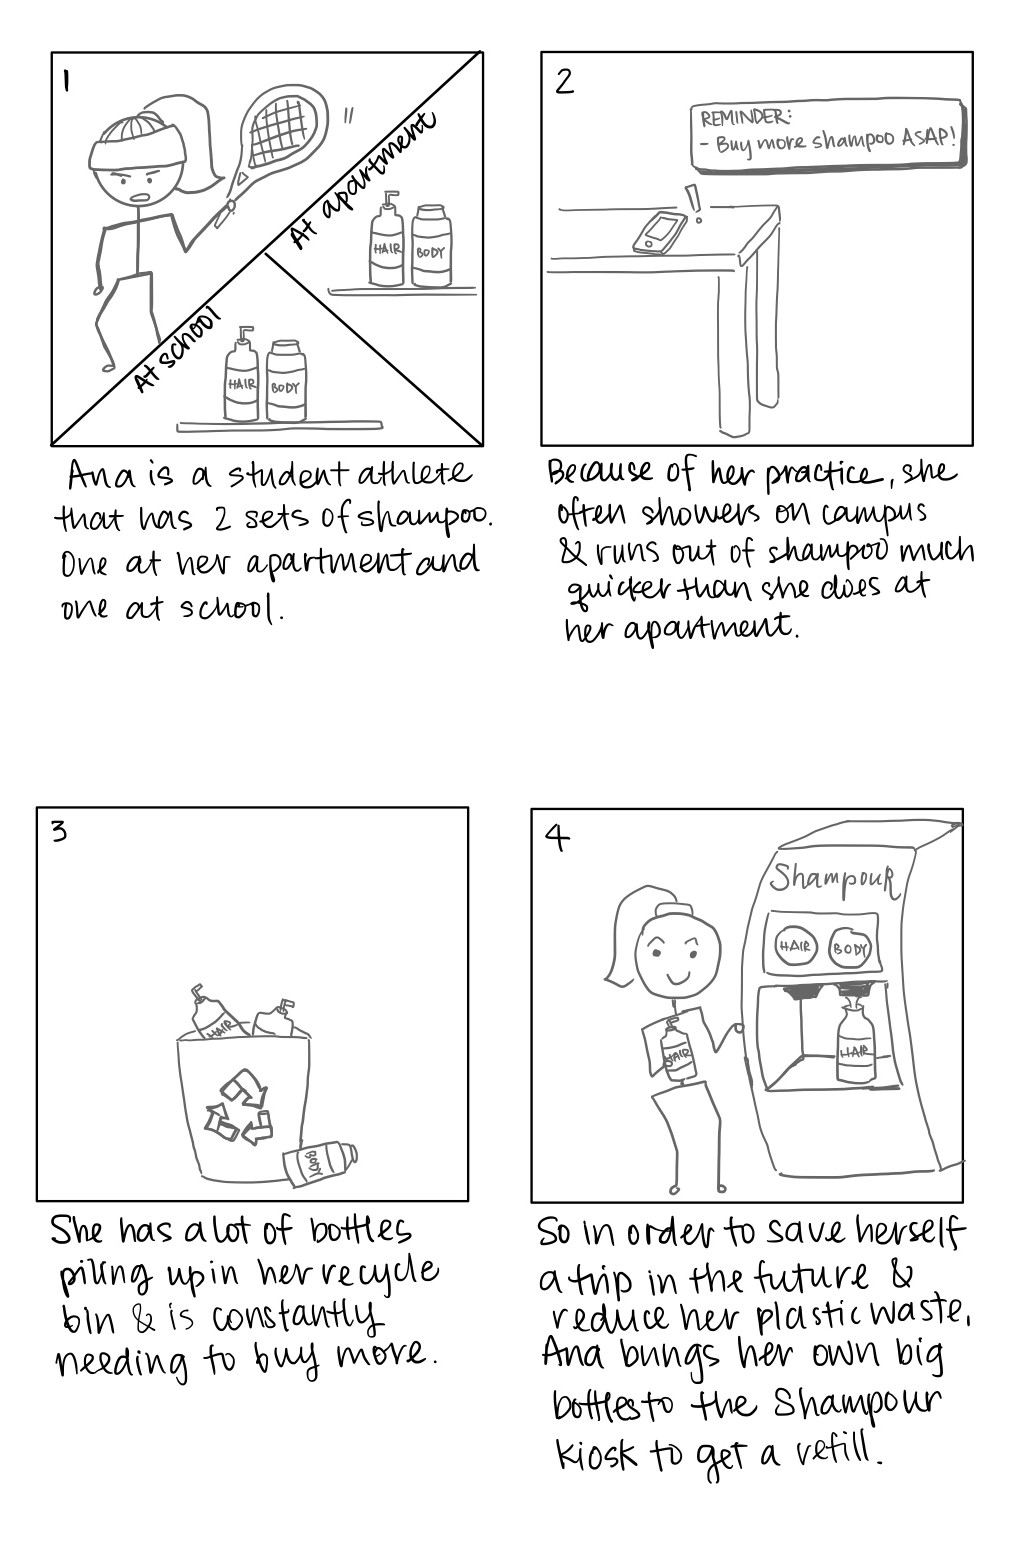 1
At apartment
HAIR
BODY
At school
HAIR
BODY
Ana is a student athlete
that has 2 sets of shampoo.
One at her apartment and
one at school.
2
REMINDER:
- Buy more shampoo ASAP!
Because of her practice, she
often showers on campus
& runs out of shampoo much
quicker than she does at
her apartment.
3
HAIR
BODY
She has a lot of bottles
piling up in her recycle
bin & is constantly
needing to buy more.
4
Shampour
HAIR
BODY
HAIR
HAIR
So in order to save herself
a trip in the future &
reduce her plastic waste,
Ana brings her own big
bottles to the Shampour
kiosk to get a refill.